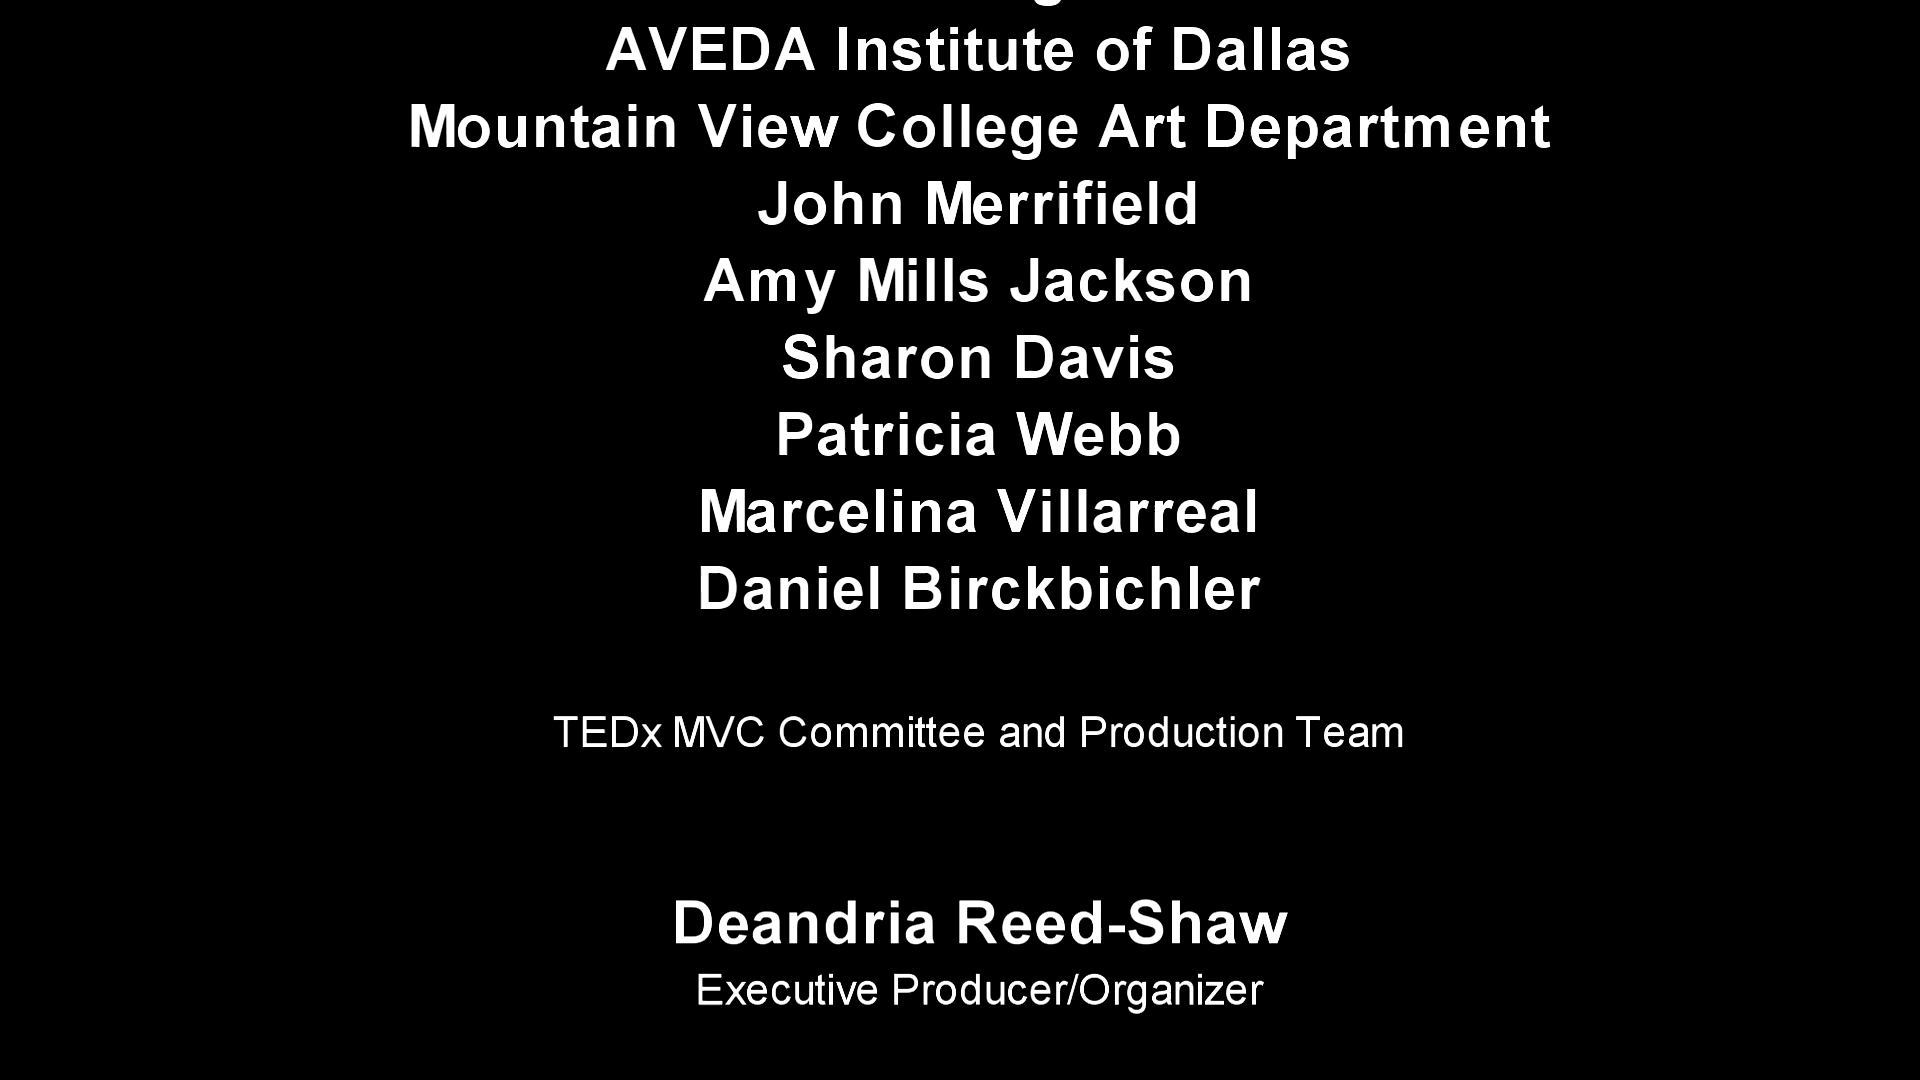 AVEDA Institute of Dallas
Mountain View College Art Department
John Merrifield
Amy Mills Jackson
Sharon Davis
Patricia Webb
Marcelina Villarreal
Daniel Birckbichler
TEDx MVC Committee and Production Team
Deandria Reed-Shaw
Executive Producer/Organizer